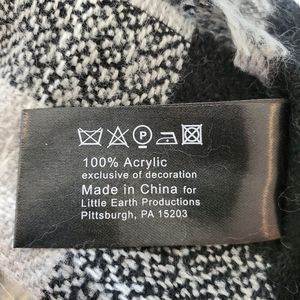 P
100% Acrylic
exclusive of decoration
Made in China for
Little Earth Productions
Pittsburgh, PA 15203